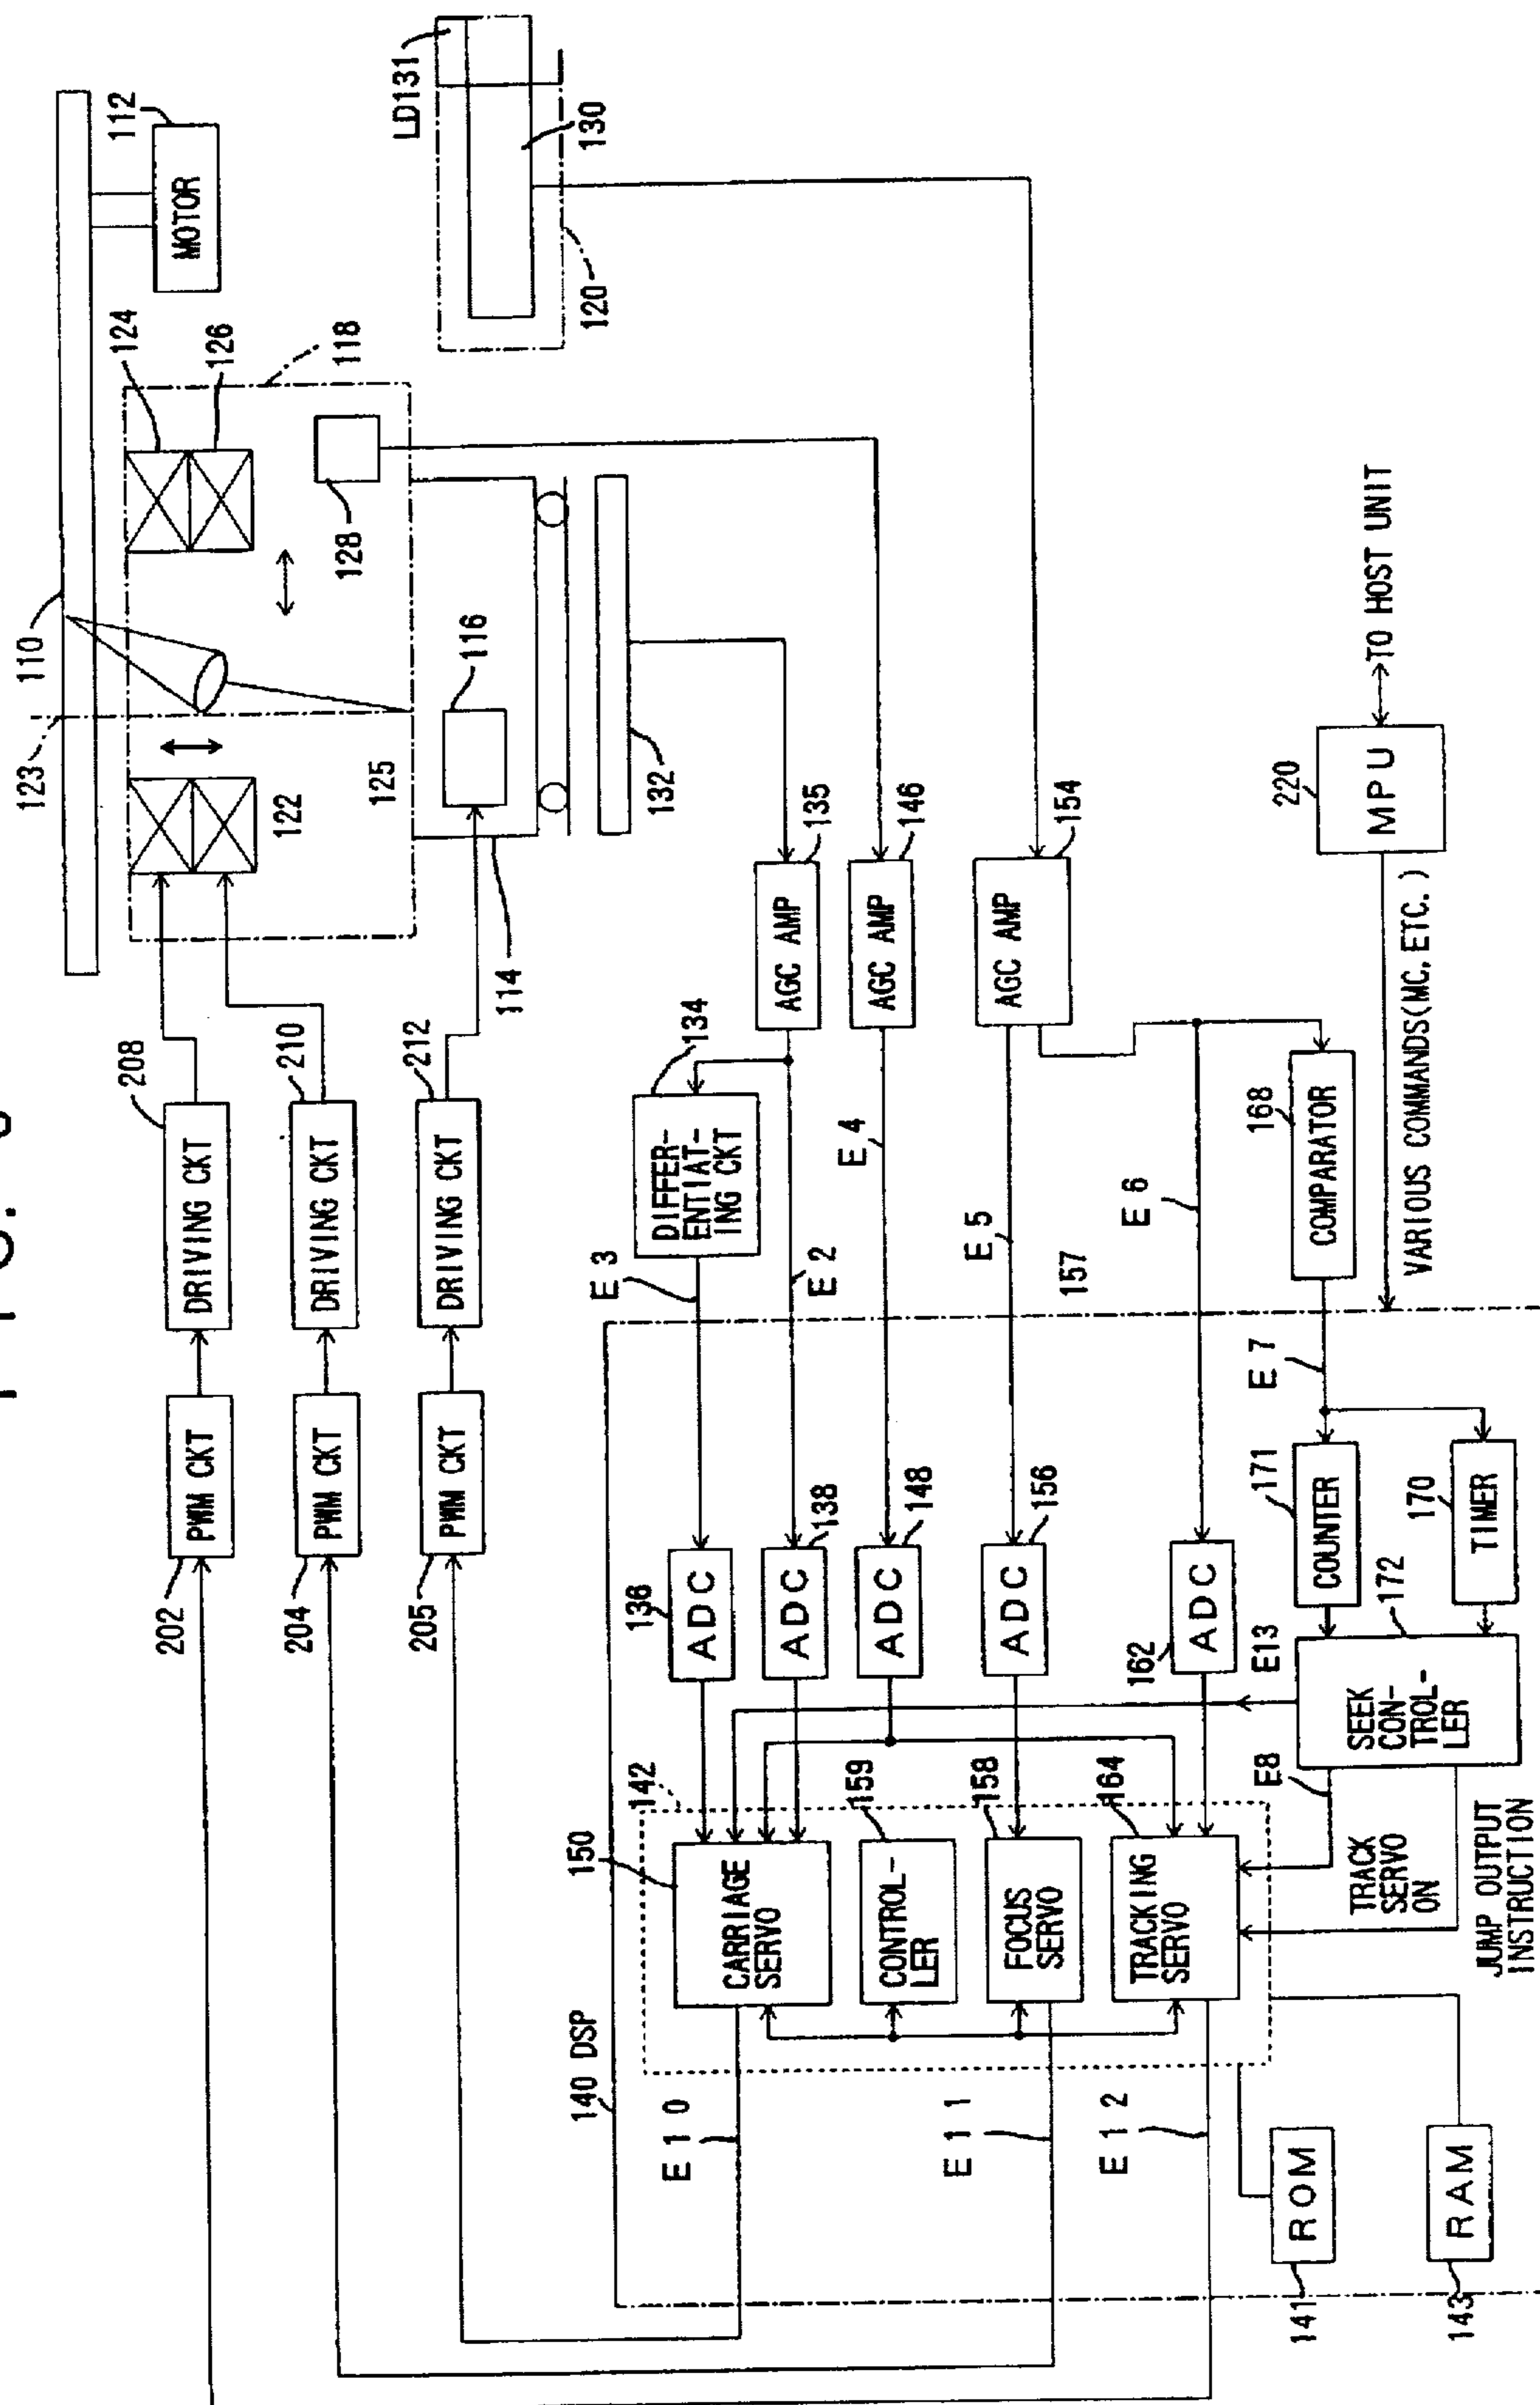 110
123
112
MOTOR
124
126
118
128
122
125
116
132
114
LD131
130
120
208
DRIVING CKT
210
DRIVING CKT
212
DRIVING CKT
202
PWM CKT
204
PWM CKT
205
PWM CKT
135
AGC AMP
146
AGC AMP
154
AGC AMP
134
DIFFER-
ENTIAT-
ING CKT
E 3
E 2
E 4
E 5
157
E 6
168
COMPARATOR
220
MPU
TO HOST UNIT
VARIOUS COMMANDS(MC, ETC.)
E 7
136
ADC
138
ADC
148
ADC
156
ADC
162
ADC
171
COUNTER
170
TIMER
172
SEEK
CON-
TROL-
LER
E13
E8
TRACK
SERVO
ON
JUMP OUTPUT
INSTRUCTION
142
150
CARRIAGE
SERVO
159
CONTROL-
LER
158
FOCUS
SERVO
164
TRACKING
SERVO
140 DSP
E 1 0
E 1 1
E 1 2
141
ROM
143
RAM